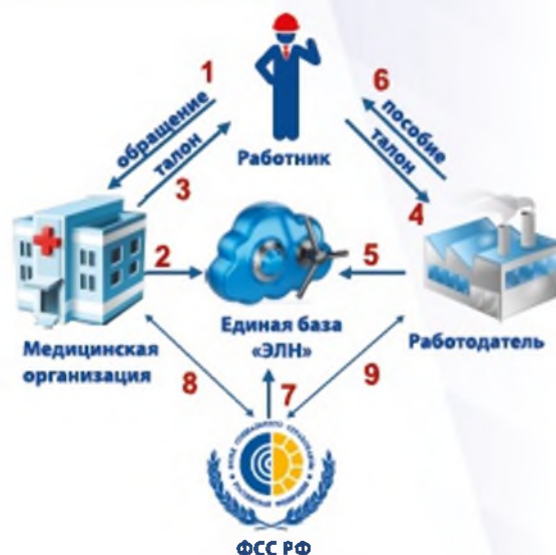 1
6
обращение
талон
пособие
талон
Работник
3
4
2
5
Единая база
«ЭЛН»
Медицинская
организация
Работодатель
8
7
9
ФСС РФ